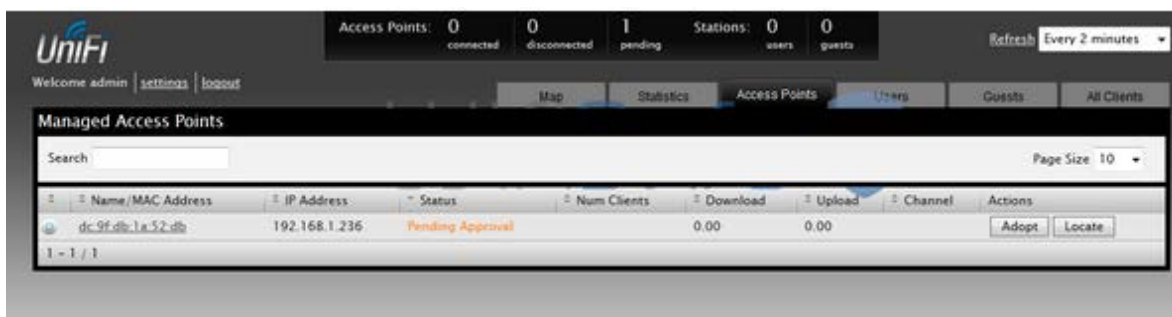 UniFi
Access Points: 0 connected 0 disconnected 1 pending Stations: 0 users 0 guests
Refresh Every 2 minutes
Welcome admin | settings | logout
Map Statistics Access Points Users Guests All Clients
Managed Access Points
Search Page Size 10
Name/MAC Address IP Address Status Num Clients Download Upload Channel Actions
dc:9f:db:1a:52:db 192.168.1.236 Pending Approval 0.00 0.00 Adopt Locate
1 - 1 / 1